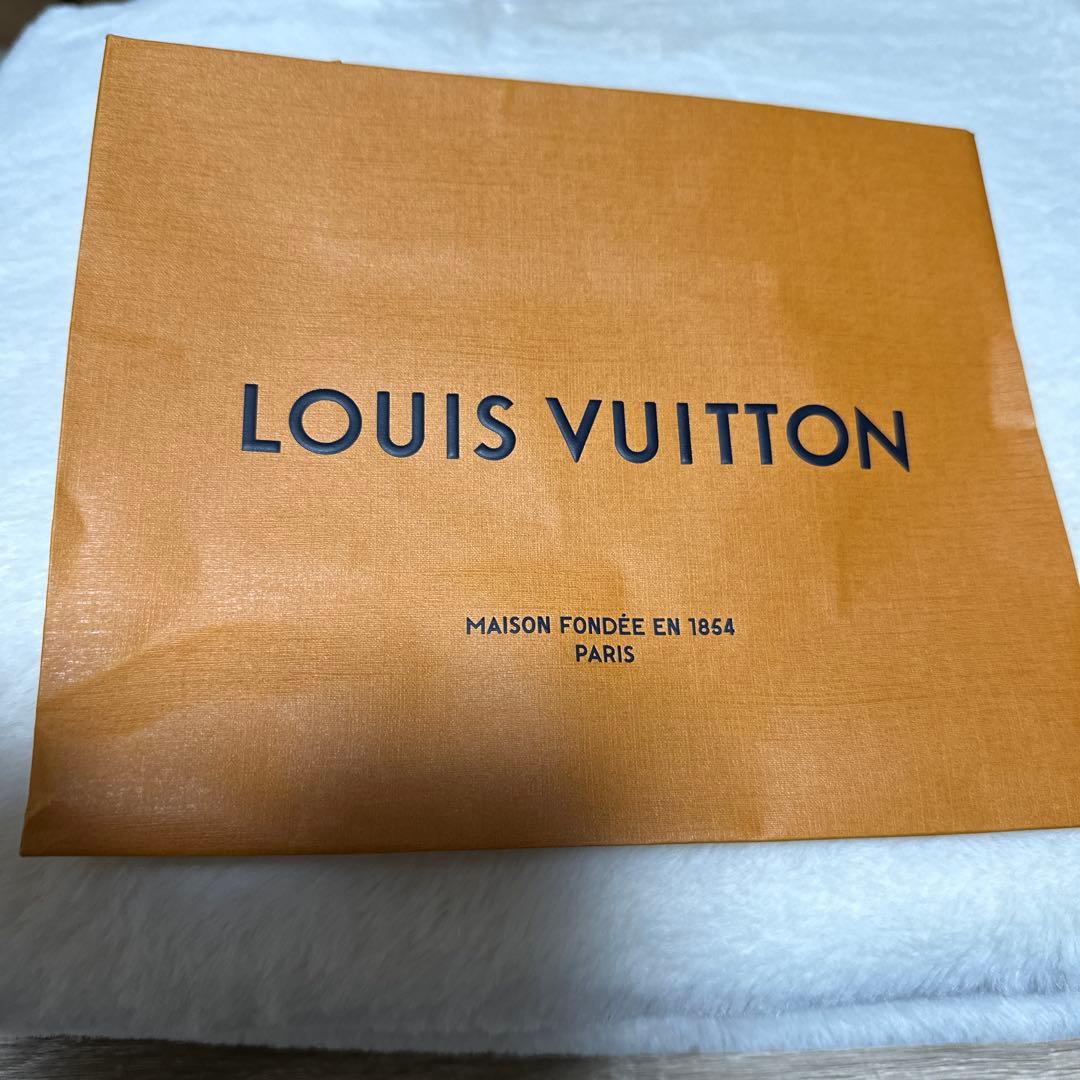 LOUIS VUITTON
MAISON FONDÉE EN 1854
PARIS